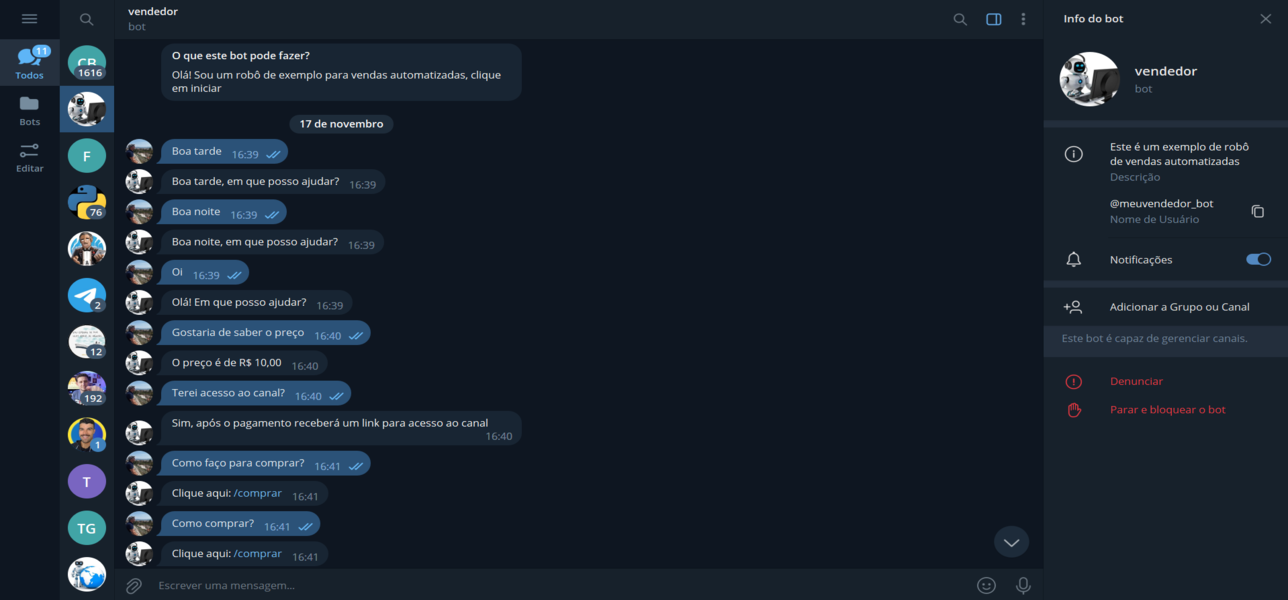 11
Todos
Bots
Editar
CB
1616
F
76
2
12
192
1
T
TG
vendedor
bot
O que este bot pode fazer?
Olá! Sou um robô de exemplo para vendas automatizadas, clique
em iniciar
17 de novembro
Boa tarde 16:39
Boa tarde, em que posso ajudar? 16:39
Boa noite 16:39
Boa noite, em que posso ajudar? 16:39
Oi 16:39
Olá! Em que posso ajudar? 16:39
Gostaria de saber o preço 16:40
O preço é de R$ 10,00 16:40
Terei acesso ao canal? 16:40
Sim, após o pagamento receberá um link para acesso ao canal
16:40
Como faço para comprar? 16:41
Clique aqui: /comprar 16:41
Como comprar? 16:41
Clique aqui: /comprar 16:41
Escrever uma mensagem...
Info do bot
vendedor
bot
Este é um exemplo de robô
de vendas automatizadas
Descrição
@meuvendedor_bot
Nome de Usuário
Notificações
Adicionar a Grupo ou Canal
Este bot é capaz de gerenciar canais.
Denunciar
Parar e bloquear o bot